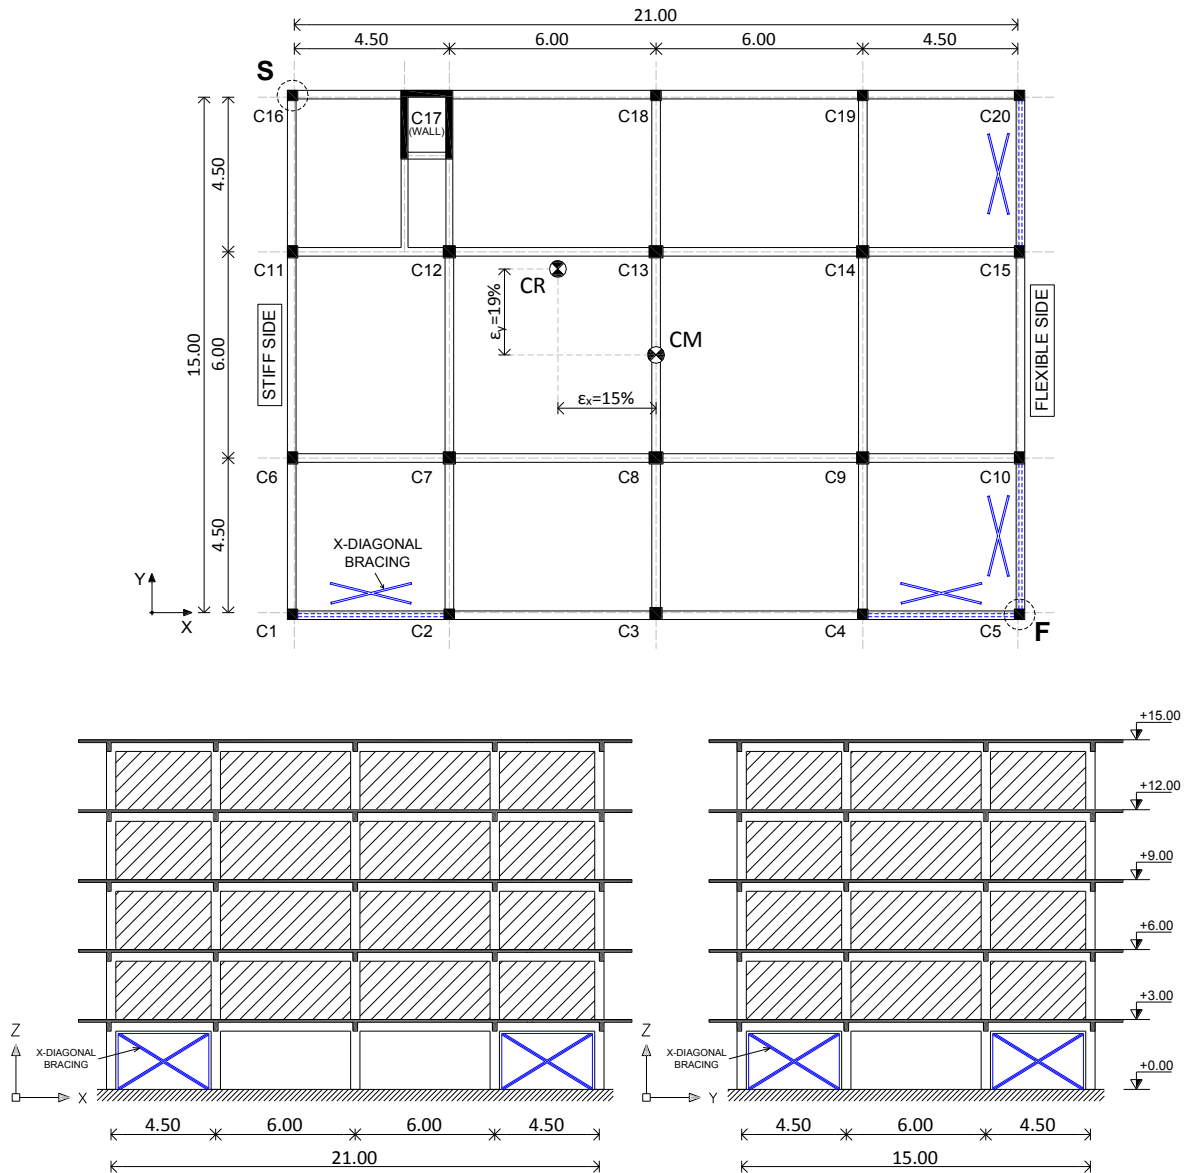 21.00
4.50 6.00 6.00 4.50
S
C16 C17 C18 C19 C20
(WALL)
4.50
C11 C12 C13 C14 C15
CR
εy=19%
CM
STIFF SIDE
15.00
6.00
FLEXIBLE SIDE
εx=15%
C6 C7 C8 C9 C10
4.50
X-DIAGONAL
BRACING
Y
X
C1 C2 C3 C4 C5 F
+15.00
+12.00
+9.00
+6.00
+3.00
Z
X-DIAGONAL
BRACING
X
Z
X-DIAGONAL
BRACING
Y
+0.00
4.50 6.00 6.00 4.50
21.00
4.50 6.00 4.50
15.00